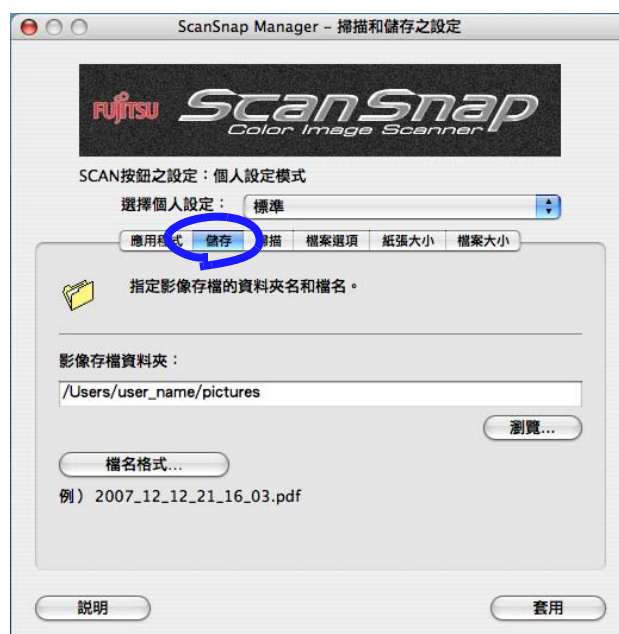 ScanSnap Manager – 掃描和儲存之設定
FUJITSU ScanSnap
Color Image Scanner
SCAN按鈕之設定：個人設定模式
選擇個人設定： 標準
應用程式 儲存 掃描 檔案選項 紙張大小 檔案大小
指定影像存檔的資料夾名和檔名。
影像存檔資料夾：
/Users/user_name/pictures
瀏覽...
檔名格式...
例）2007_12_12_21_16_03.pdf
說明 套用